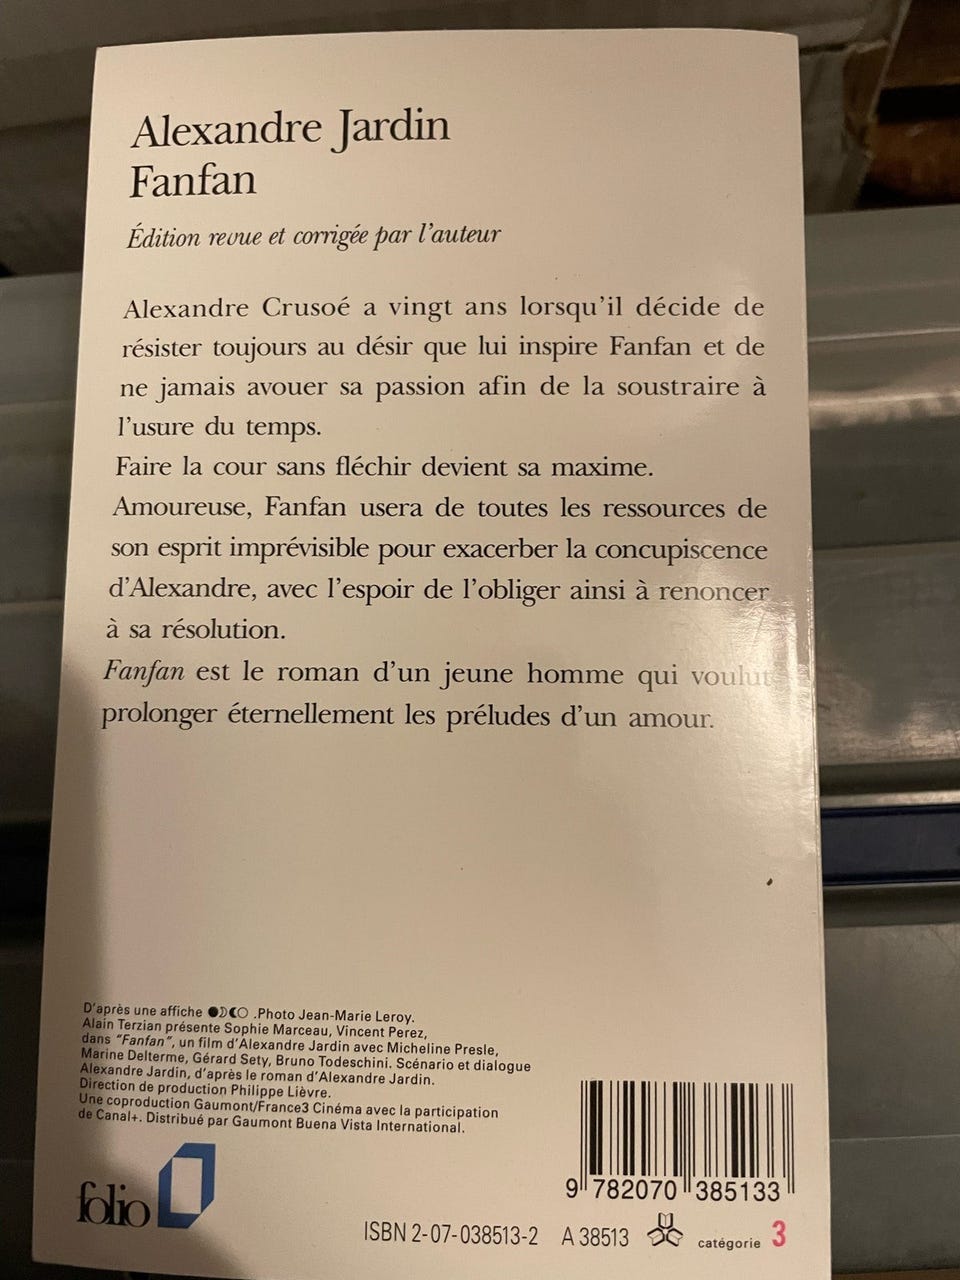 Alexandre Jardin
Fanfan
Édition revue et corrigée par l'auteur
Alexandre Crusoé a vingt ans lorsqu'il décide de
résister toujours au désir que lui inspire Fanfan et de
ne jamais avouer sa passion afin de la soustraire à
l'usure du temps.
Faire la cour sans fléchir devient sa maxime.
Amoureuse, Fanfan usera de toutes les ressources de
son esprit imprévisible pour exacerber la concupiscence
d'Alexandre, avec l'espoir de l'obliger ainsi à renoncer
à sa résolution.
Fanfan est le roman d'un jeune homme qui voulut
prolonger éternellement les préludes d'un amour.
D'après une affiche .Photo Jean-Marie Leroy.
Alain Terzian présente Sophie Marceau, Vincent Perez,
dans "Fanfan", un film d'Alexandre Jardin avec Micheline Presle,
Marine Delterme, Gérard Sety, Bruno Todeschini. Scénario et dialogue
Alexandre Jardin, d'après le roman d'Alexandre Jardin.
Direction de production Philippe Lièvre.
Une coproduction Gaumont/France3 Cinéma avec la participation
de Canal+. Distribué par Gaumont Buena Vista International.
9 782070 385133
folio
ISBN 2-07-038513-2 A 38513 catégorie 3